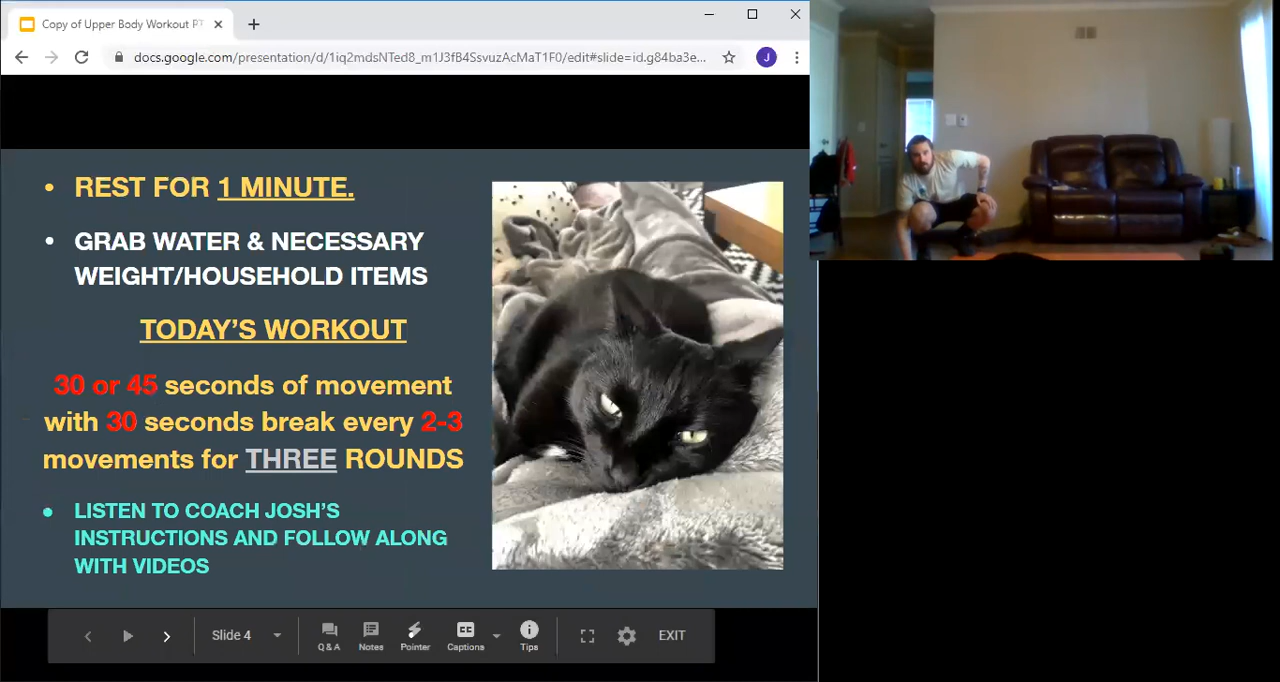 Copy of Upper Body Workout PT
docs.google.com/presentation/d/1iq2mdsNTed8_m1J3fB4SsvuzAcMaT1F0/edit#slide=id.g84ba3e...
J
• REST FOR 1 MINUTE.
• GRAB WATER & NECESSARY
WEIGHT/HOUSEHOLD ITEMS
TODAY'S WORKOUT
30 or 45 seconds of movement
with 30 seconds break every 2-3
movements for THREE ROUNDS
• LISTEN TO COACH JOSH'S
INSTRUCTIONS AND FOLLOW ALONG
WITH VIDEOS
Slide 4
Q & A
Notes
Pointer
CC
Captions
Tips
EXIT